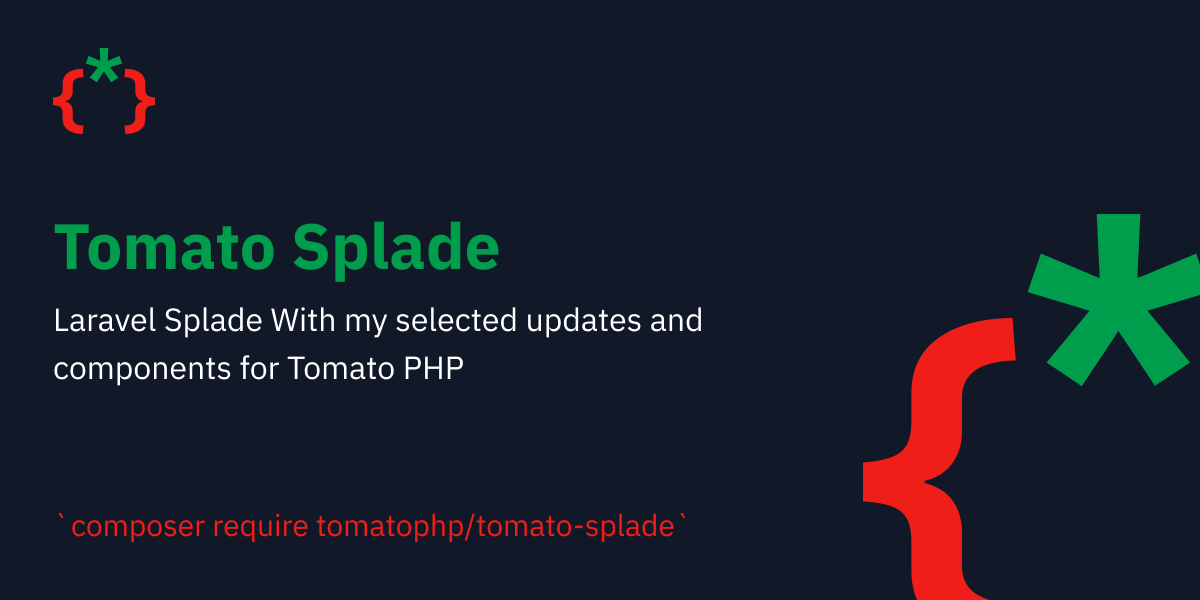 {*}
Tomato Splade
Laravel Splade With my selected updates and
components for Tomato PHP
`composer require tomatophp/tomato-splade`